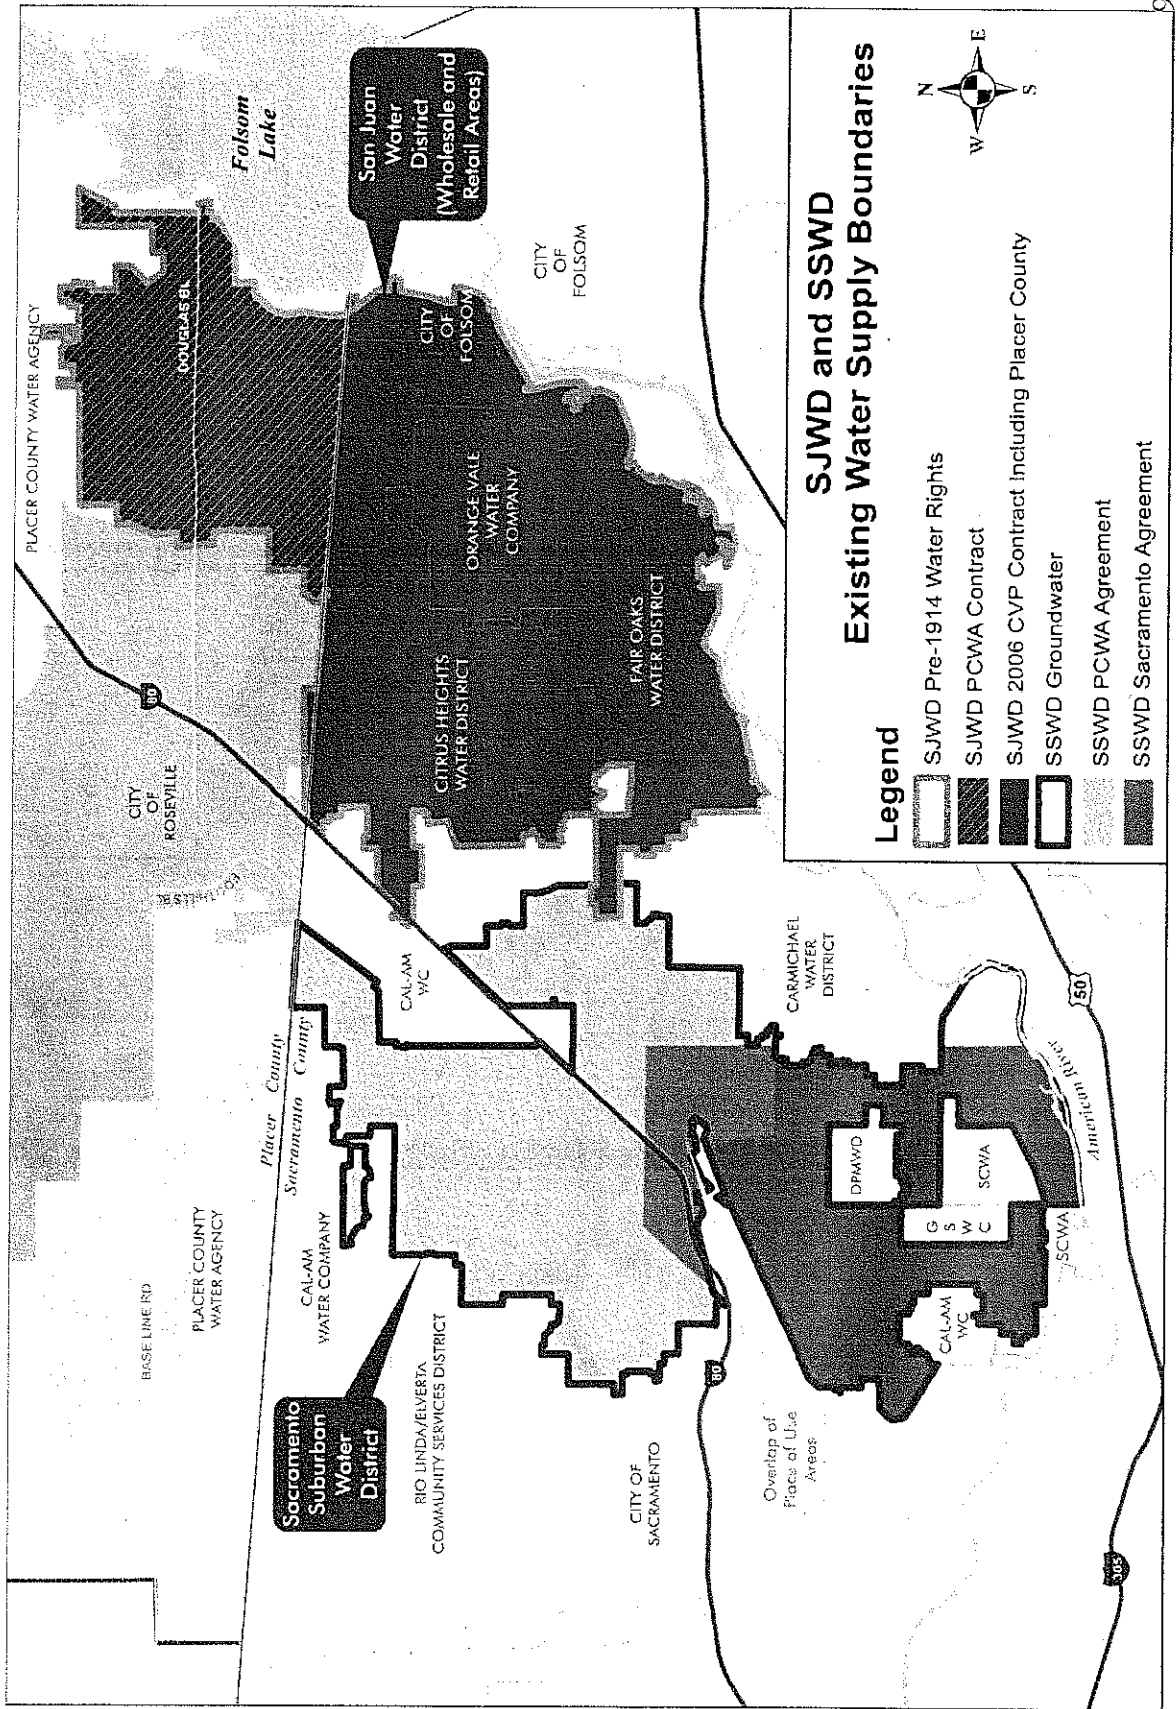 SJWD and SSWD
Existing Water Supply Boundaries
Legend
SJWD Pre-1914 Water Rights
SJWD PCWA Contract
SJWD 2006 CVP Contract Including Placer County
SSWD Groundwater
SSWD PCWA Agreement
SSWD Sacramento Agreement
N
W
E
S
PLACER COUNTY WATER AGENCY
Folsom
Lake
DOUGLAS BL
San Juan
Water
District
(Wholesale and
Retail Areas)
CITY
OF
FOLSOM
CITY
OF
FOLSOM
ORANGE VALE
WATER
COMPANY
CITRUS HEIGHTS
WATER DISTRICT
FAIR OAKS
WATER DISTRICT
CITY
OF
ROSEVILLE
80
Placer County
Sacramento County
CAL-AM
WC
BASE LINE RD
PLACER COUNTY
WATER AGENCY
CAL-AM
WATER COMPANY
Sacramento
Suburban
Water
District
RIO LINDA/ELVERTA
COMMUNITY SERVICES DISTRICT
CITY OF
SACRAMENTO
80
Overlap of
Place of Use
Areas
CARMICHAEL
WATER
DISTRICT
DPMWD
G
S
W
C
SCWA
SCWA
CAL-AM
WC
American River
50
9